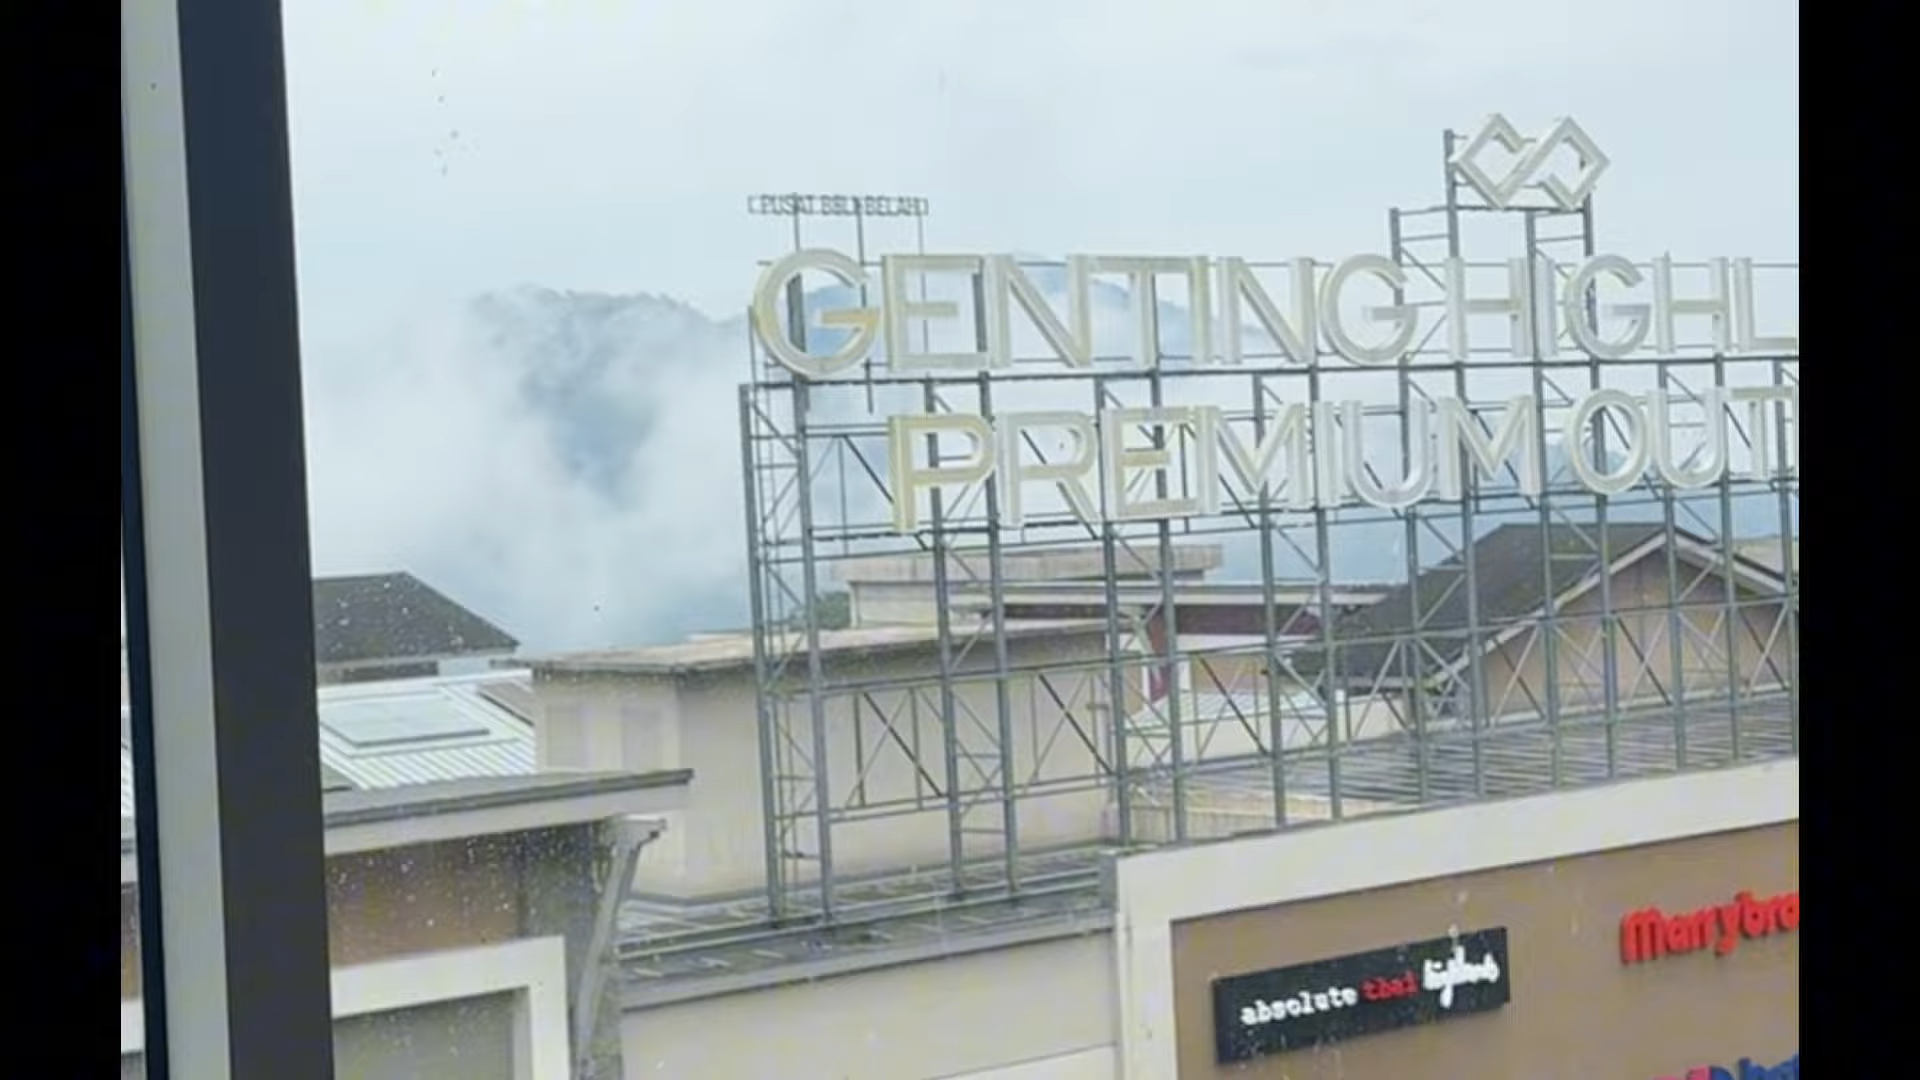 PUSAT BELI-BELAH
GENTING HIGHL
PREMIUM OUT
absolute thai
Marrybro